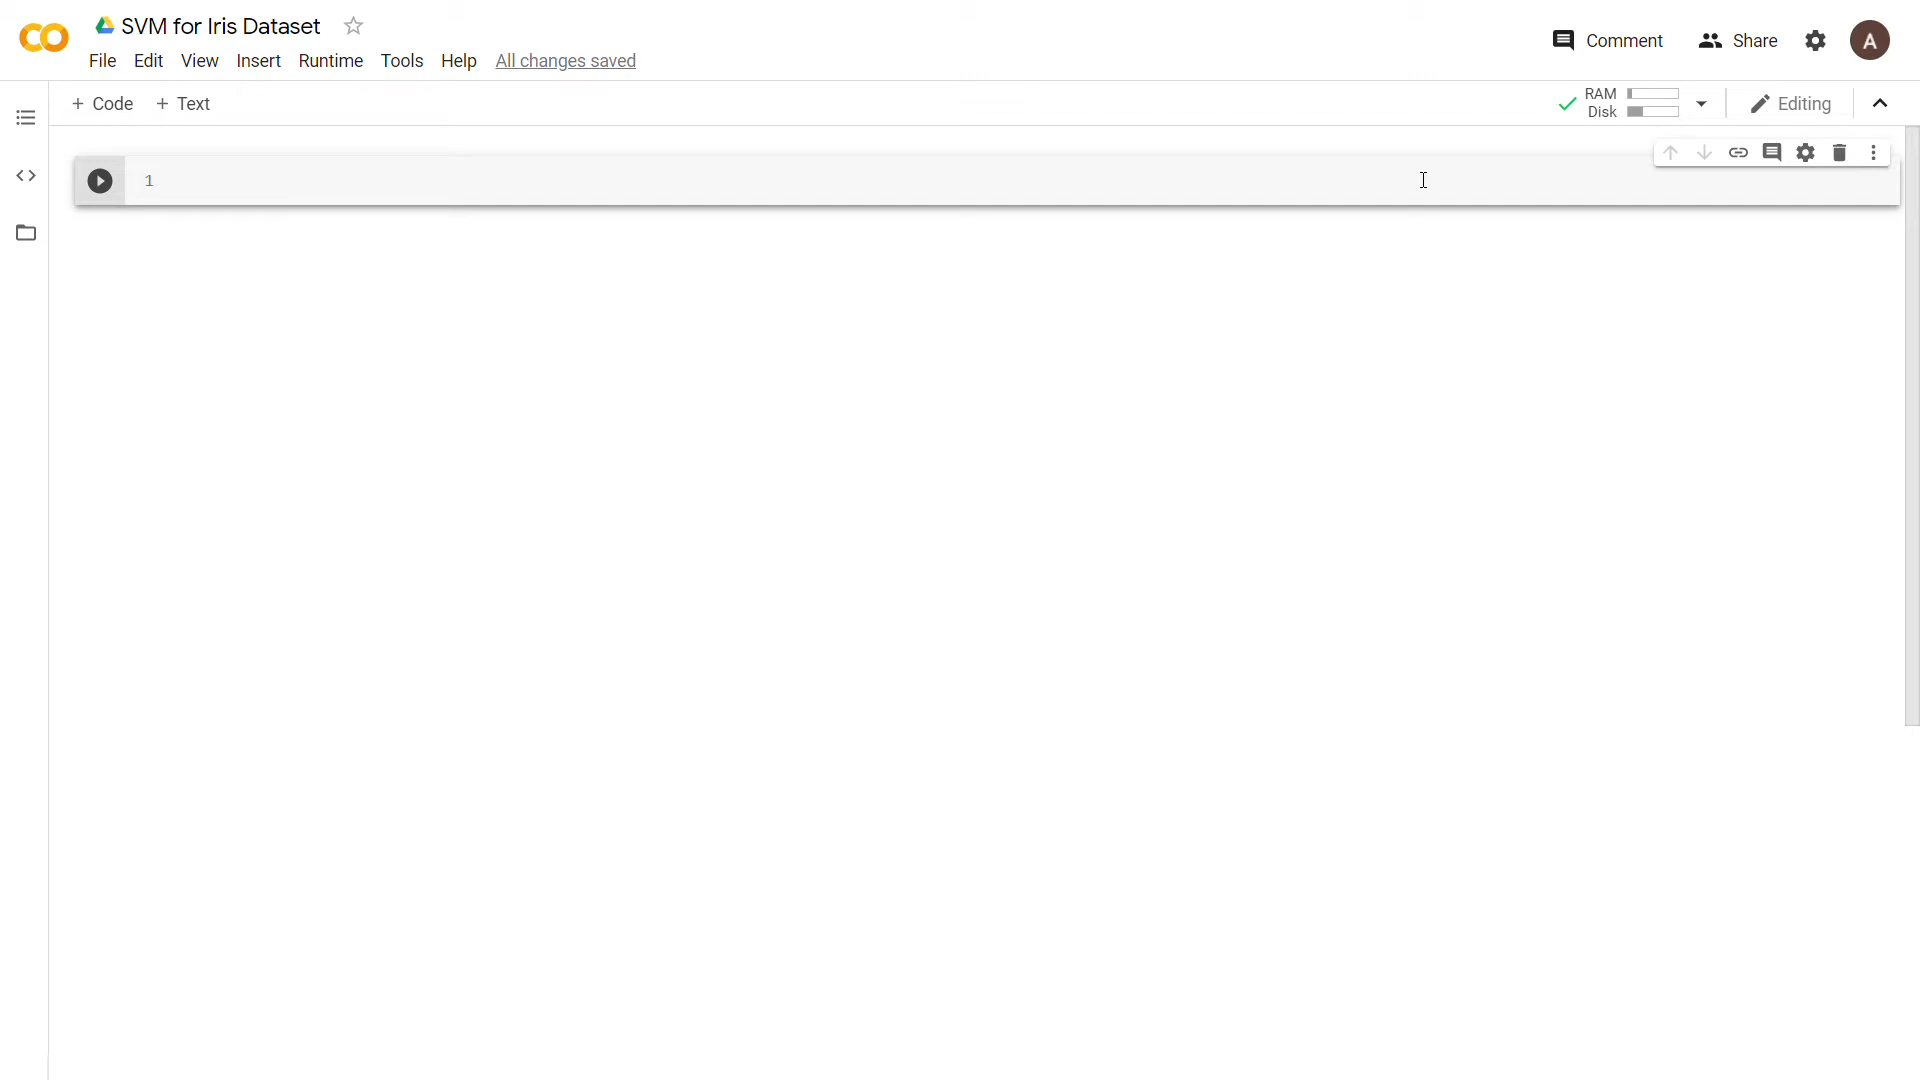 SVM for Iris Dataset
File Edit View Insert Runtime Tools Help All changes saved
Comment Share A
+ Code + Text
RAM
Disk
Editing
1